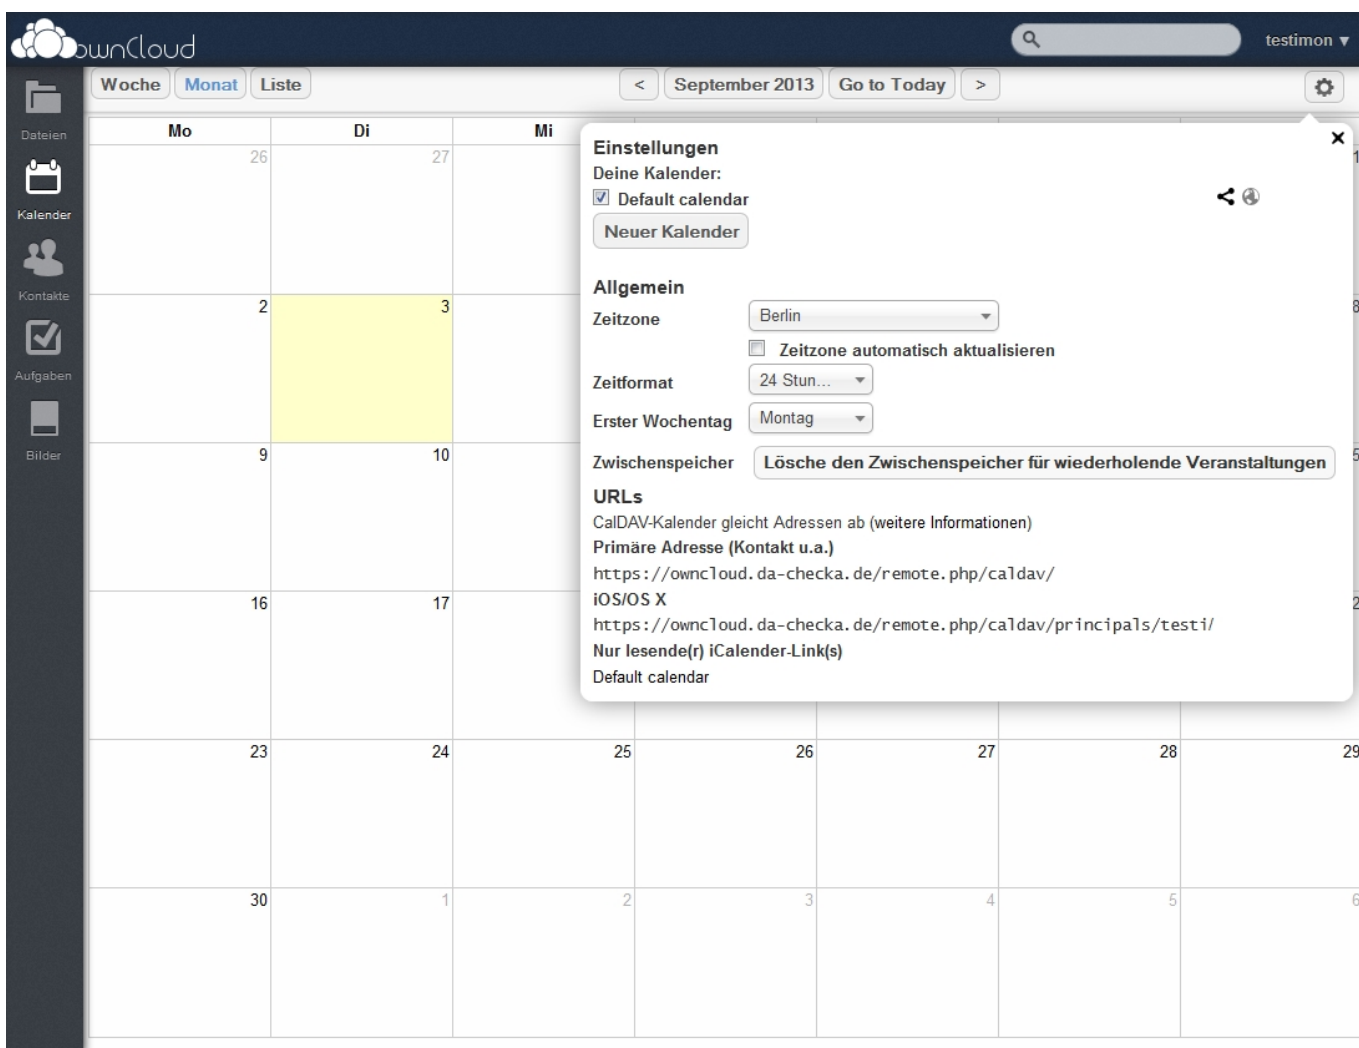 ownCloud
testimon ▼
Woche Monat Liste < September 2013 Go to Today >
Dateien
Kalender
Kontakte
Aufgaben
Bilder
Mo Di Mi
26 27 1
2 3 8
9 10 5
16 17 2
23 24 25 26 27 28 29
30 1 2 3 4 5 6
Einstellungen
Deine Kalender:
Default calendar
Neuer Kalender
Allgemein
Zeitzone Berlin
Zeitzone automatisch aktualisieren
Zeitformat 24 Stun...
Erster Wochentag Montag
Zwischenspeicher Lösche den Zwischenspeicher für wiederholende Veranstaltungen
URLs
CalDAV-Kalender gleicht Adressen ab (weitere Informationen)
Primäre Adresse (Kontakt u.a.)
https://owncloud.da-checka.de/remote.php/caldav/
iOS/OS X
https://owncloud.da-checka.de/remote.php/caldav/principals/testi/
Nur lesende(r) iCalender-Link(s)
Default calendar